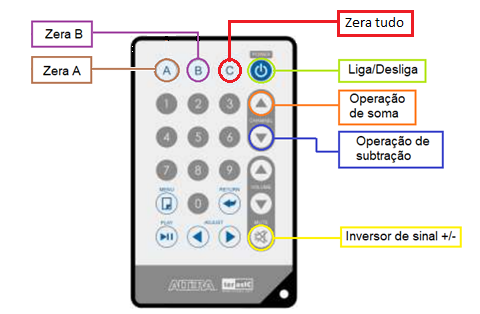 Zera tudo
Zera B
Zera A
Liga/Desliga
Operação
de soma
Operação de
subtração
Inversor de sinal +/-
POWER
A
B
C
1
2
3
CHANNEL
4
5
6
7
8
9
VOLUME
MENU
0
RETURN
PLAY
ADJUST
MUTE
ALTERA
terasIC